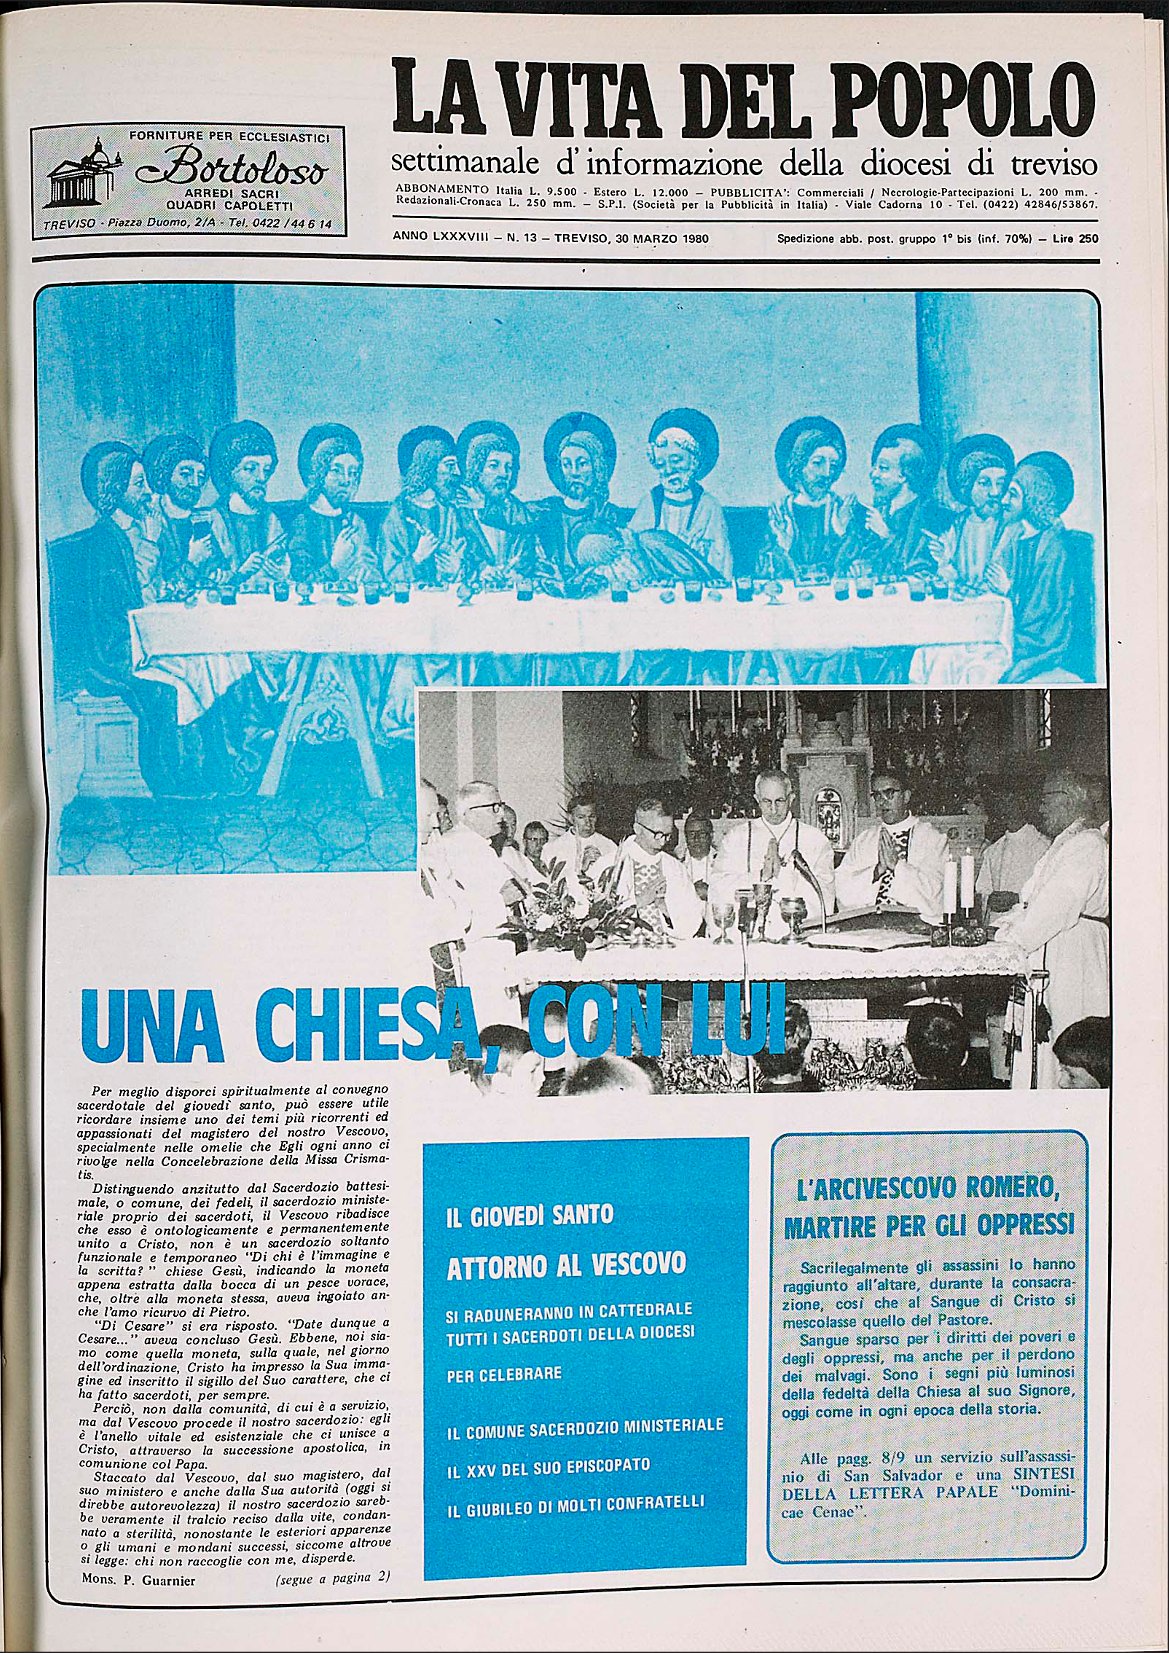 LA VITA DEL POPOLO
settimanale d'informazione della diocesi di treviso
ABBONAMENTO Italia L. 9.500 - Estero L. 12.000 — PUBBLICITA': Commerciali / Necrologie-Partecipazioni L. 200 mm. -
Redazionali-Cronaca L. 250 mm. — S.P.I. (Società per la Pubblicità in Italia) - Viale Cadorna 10 - Tel. (0422) 42846/53867.
ANNO LXXXVIII — N. 13 — TREVISO, 30 MARZO 1980
Spedizione abb. post. gruppo 1° bis (inf. 70%) — Lire 250
FORNITURE PER ECCLESIASTICI
Bortoloso
ARREDI SACRI
QUADRI CAPOLETTI
TREVISO - Piazza Duomo, 2/A - Tel. 0422 / 44 6 14
UNA CHIESA, CON LUI
Per meglio disporci spiritualmente al convegno
sacerdotale del giovedì santo, può essere utile
ricordare insieme uno dei temi più ricorrenti ed
appassionati del magistero del nostro Vescovo,
specialmente nelle omelie che Egli ogni anno ci
rivolge nella Concelebrazione della Missa Crisma-
tis.
Distinguendo anzitutto dal Sacerdozio battesi-
male, o comune, dei fedeli, il sacerdozio ministe-
riale proprio dei sacerdoti, il Vescovo ribadisce
che esso è ontologicamente e permanentemente
unito a Cristo, non è un sacerdozio soltanto
funzionale e temporaneo "Di chi è l'immagine e
la scritta?" chiese Gesù, indicando la moneta
appena estratta dalla bocca di un pesce vorace,
che, oltre alla moneta stessa, aveva ingoiato an-
che l'amo ricurvo di Pietro.
"Di Cesare" si era risposto. "Date dunque a
Cesare..." aveva concluso Gesù. Ebbene, noi sia-
mo come quella moneta, sulla quale, nel giorno
dell'ordinazione, Cristo ha impresso la Sua imma-
gine ed inscritto il sigillo del Suo carattere, che ci
ha fatto sacerdoti, per sempre.
Perciò, non dalla comunità, di cui è a servizio,
ma dal Vescovo procede il nostro sacerdozio: egli
è l'anello vitale ed esistenziale che ci unisce a
Cristo, attraverso la successione apostolica, in
comunione col Papa.
Staccato dal Vescovo, dal suo magistero, dal
suo ministero e anche dalla Sua autorità (oggi si
direbbe autorevolezza) il nostro sacerdozio sareb-
be veramente il tralcio reciso dalla vite, condan-
nato a sterilità, nonostante le esteriori apparenze
o gli umani e mondani successi, siccome altrove
si legge: chi non raccoglie con me, disperde.
Mons. P. Guarnier (segue a pagina 2)
IL GIOVEDÌ SANTO
ATTORNO AL VESCOVO
SI RADUNERANNO IN CATTEDRALE
TUTTI I SACERDOTI DELLA DIOCESI
PER CELEBRARE
IL COMUNE SACERDOZIO MINISTERIALE
IL XXV DEL SUO EPISCOPATO
IL GIUBILEO DI MOLTI CONFRATELLI
L'ARCIVESCOVO ROMERO,
MARTIRE PER GLI OPPRESSI
Sacrilegalmente gli assassini lo hanno
raggiunto all'altare, durante la consacra-
zione, così che al Sangue di Cristo si
mescolasse quello del Pastore.
Sangue sparso per i diritti dei poveri e
degli oppressi, ma anche per il perdono
dei malvagi. Sono i segni più luminosi
della fedeltà della Chiesa al suo Signore,
oggi come in ogni epoca della storia.
Alle pagg. 8/9 un servizio sull'assassi-
nio di San Salvador e una SINTESI
DELLA LETTERA PAPALE "Domini-
cae Cenae".